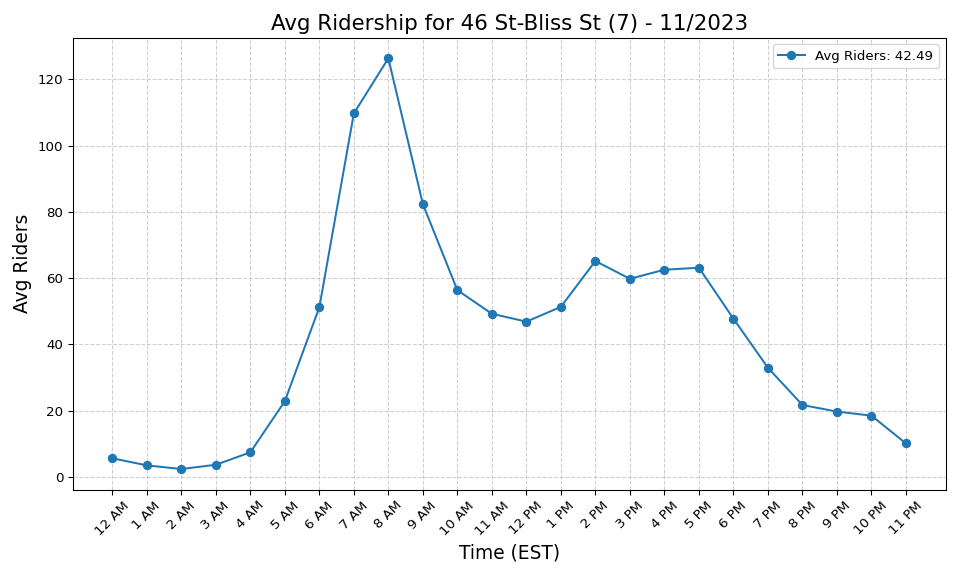 Avg Ridership for 46 St-Bliss St (7) - 11/2023
Avg Riders: 42.49
Avg Riders
120
100
80
60
40
20
0
12 AM
1 AM
2 AM
3 AM
4 AM
5 AM
6 AM
7 AM
8 AM
9 AM
10 AM
11 AM
12 PM
1 PM
2 PM
3 PM
4 PM
5 PM
6 PM
7 PM
8 PM
9 PM
10 PM
11 PM
Time (EST)